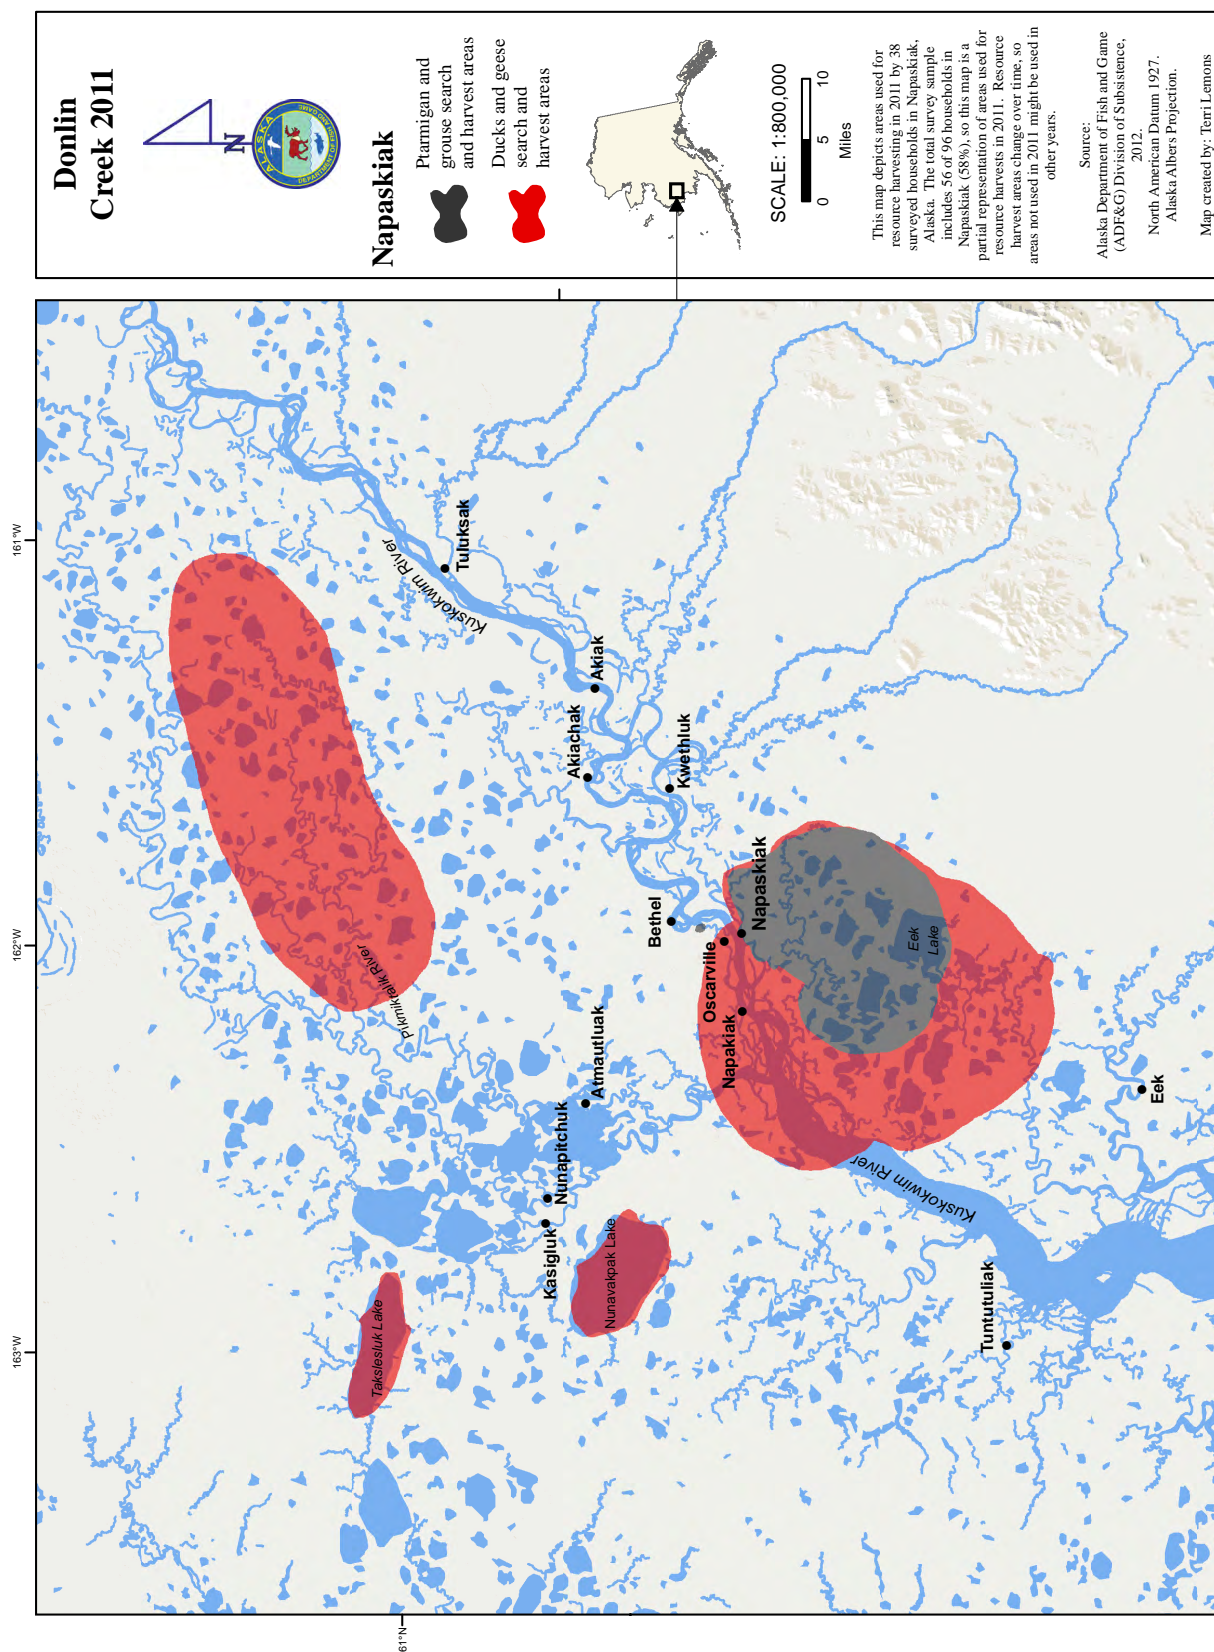 Donlin
Creek 2011
N
ALASKA
DEPARTMENT OF FISH AND GAME
Napaskiak
Ptarmigan and
grouse search
and harvest areas
Ducks and geese
search and
harvest areas
SCALE: 1:800,000
0 5 10
Miles
This map depicts areas used for
resource harvesting in 2011 by 38
surveyed households in Napaskiak,
Alaska. The total survey sample
includes 56 of 96 households in
Napaskiak (58%), so this map is a
partial representation of areas used for
resource harvests in 2011. Resource
harvest areas change over time, so
areas not used in 2011 might be used in
other years.
Source:
Alaska Department of Fish and Game
(ADF&G) Division of Subsistence,
2012.
North American Datum 1927.
Alaska Albers Projection.
Map created by: Terri Lemons
163°W
162°W
161°W
61°N
Kuskokwim River
Tuluksak
Akiak
Akiachak
Kwethluk
Bethel
Oscarville
Napaskiak
Napakiak
Eek
Lake
Pikmiktalik River
Atmautluak
Nunapitchuk
Kasigluk
Nunavakpak Lake
Takslesluk Lake
Kuskokwim River
Tuntutuliak
Eek